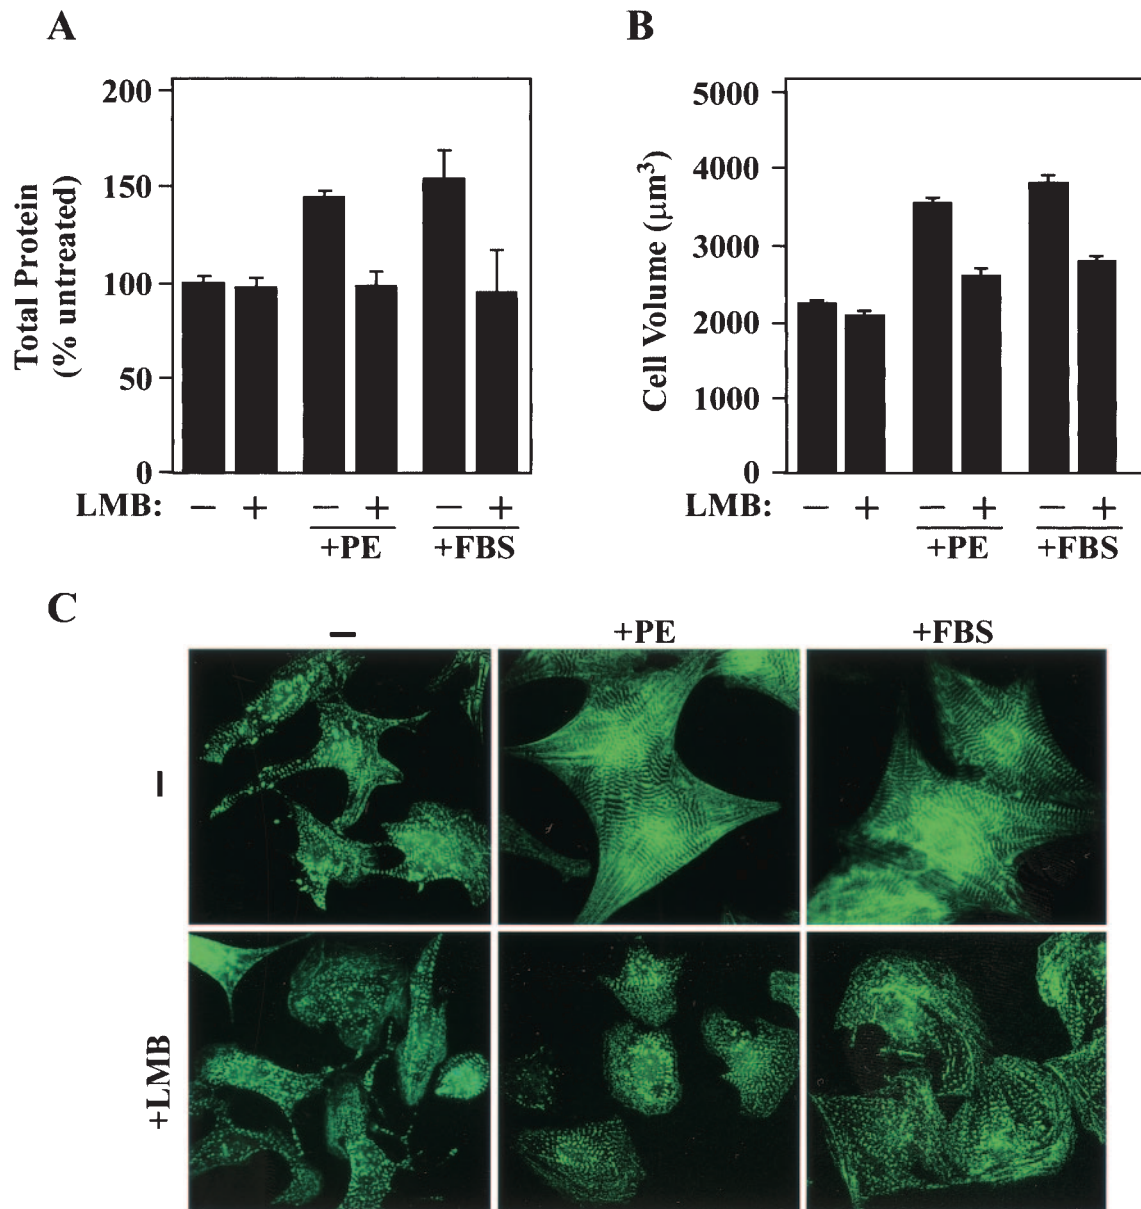 A
200
150
100
50
0
Total Protein
(% untreated)
LMB: – + – + – +
+PE +FBS
B
5000
4000
3000
2000
1000
0
Cell Volume (μm³)
LMB: – + – + – +
+PE +FBS
C
– +PE +FBS
–
+LMB